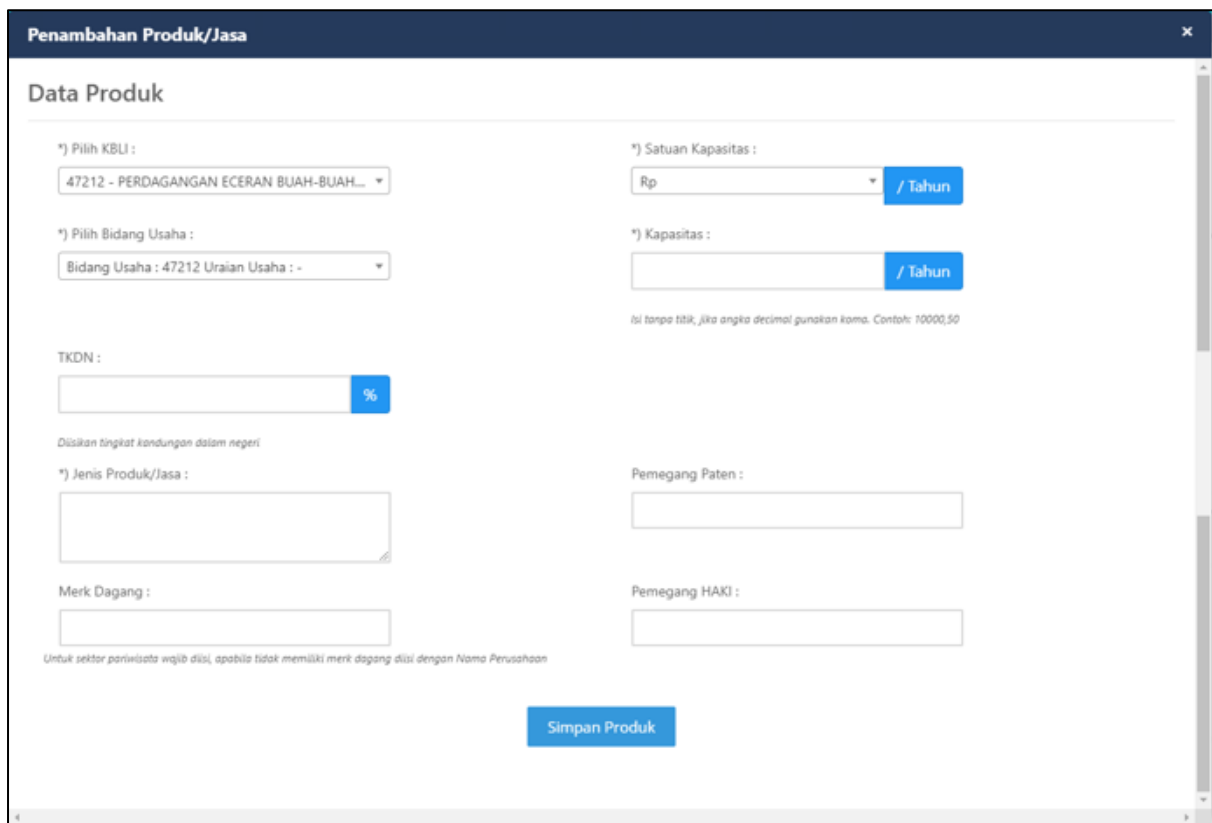 Penambahan Produk/Jasa ×
Data Produk
*) Pilih KBLI :
47212 - PERDAGANGAN ECERAN BUAH-BUAH...
*) Satuan Kapasitas :
Rp
/ Tahun
*) Pilih Bidang Usaha :
Bidang Usaha : 47212 Uraian Usaha : -
*) Kapasitas :
/ Tahun
Isi tanpa titik, jika angka decimal gunakan koma. Contoh: 10000,50
TKDN :
%
Diisikan tingkat kandungan dalam negeri
*) Jenis Produk/Jasa :
Pemegang Paten :
Merk Dagang :
Pemegang HAKI :
Untuk sektor pariwisata wajib diisi, apabila tidak memiliki merk dagang diisi dengan Nama Perusahaan
Simpan Produk